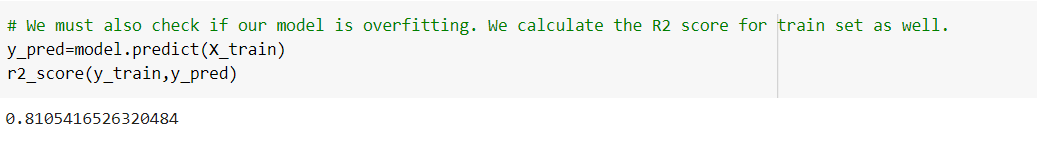 # We must also check if our model is overfitting. We calculate the R2 score for train set as well.
y_pred=model.predict(X_train)
r2_score(y_train,y_pred)
0.8105416526320484